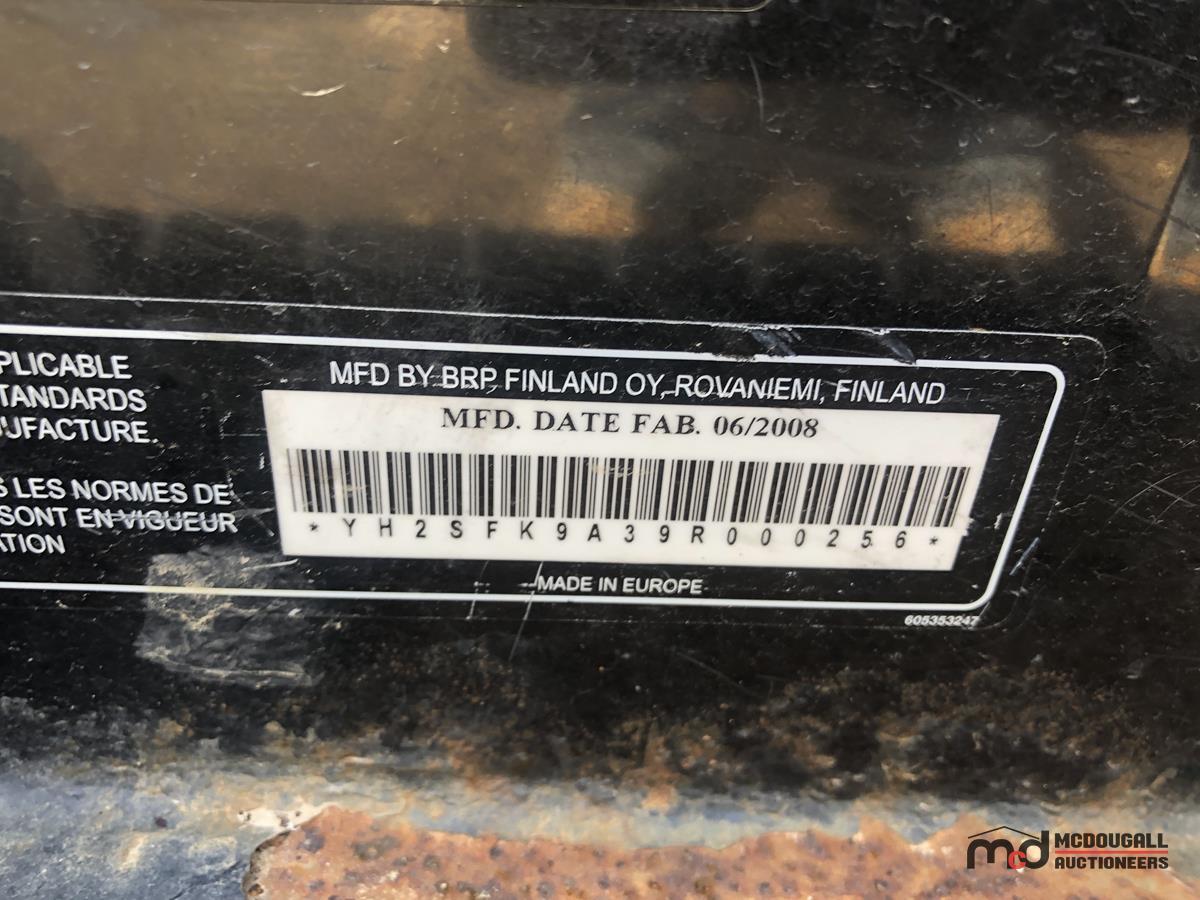 PLICABLE
TANDARDS
UFACTURE.
S LES NORMES DE
SONT EN VIGUEUR
ATION
MFD BY BRP FINLAND OY, ROVANIEMI, FINLAND
MFD. DATE FAB. 06/2008
*YH2SFK9A39R000256*
MADE IN EUROPE
605353247
mcd MCDOUGALL
AUCTIONEERS